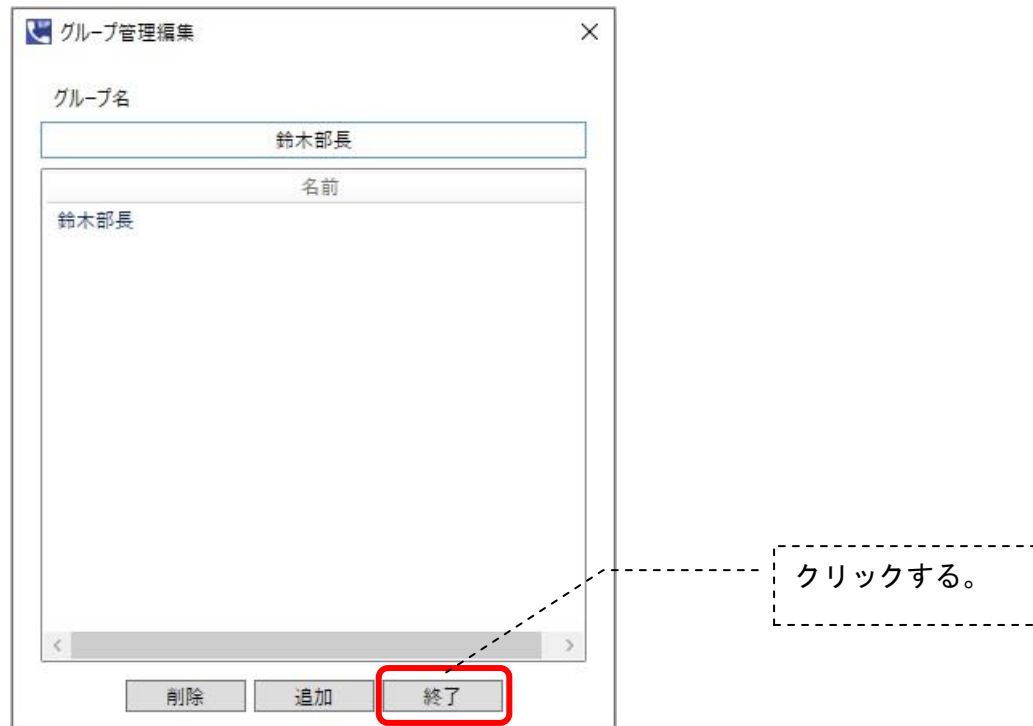 グループ管理編集
グループ名
鈴木部長
名前
鈴木部長
クリックする。
削除 追加 終了